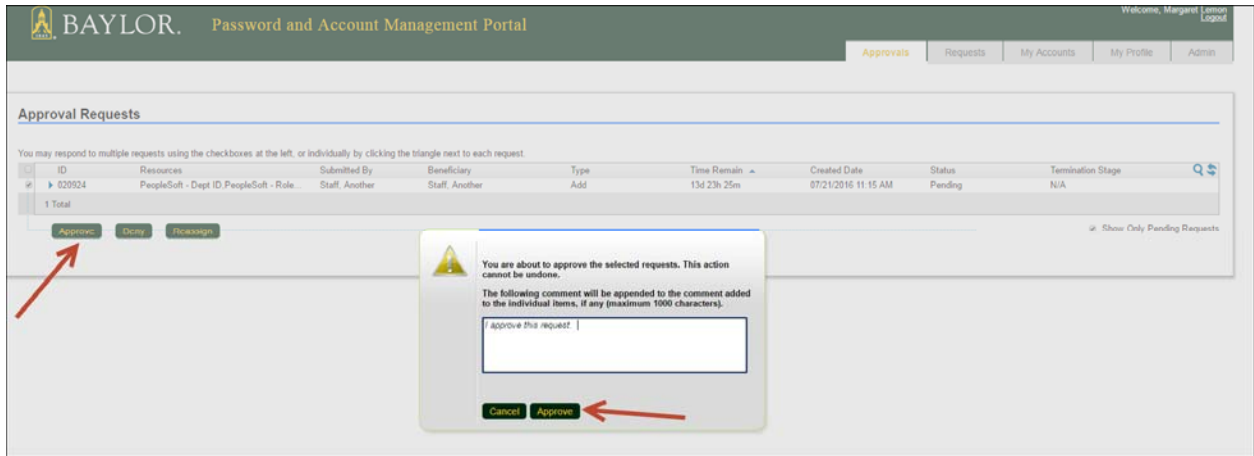 BAYLOR. Password and Account Management Portal
Welcome, Margaret Lemon
Logout
Approvals Requests My Accounts My Profile Admin
Approval Requests
You may respond to multiple requests using the checkboxes at the left, or individually by clicking the triangle next to each request.
ID Resources Submitted By Beneficiary Type Time Remain Created Date Status Termination Stage
020924 PeopleSoft - Dept ID,PeopleSoft - Role... Staff, Another Staff, Another Add 13d 23h 25m 07/21/2016 11:15 AM Pending N/A
1 Total
Approve Deny Reassign
Show Only Pending Requests
You are about to approve the selected requests. This action
cannot be undone.
The following comment will be appended to the comment added
to the individual items, if any (maximum 1000 characters).
I approve this request.
Cancel Approve